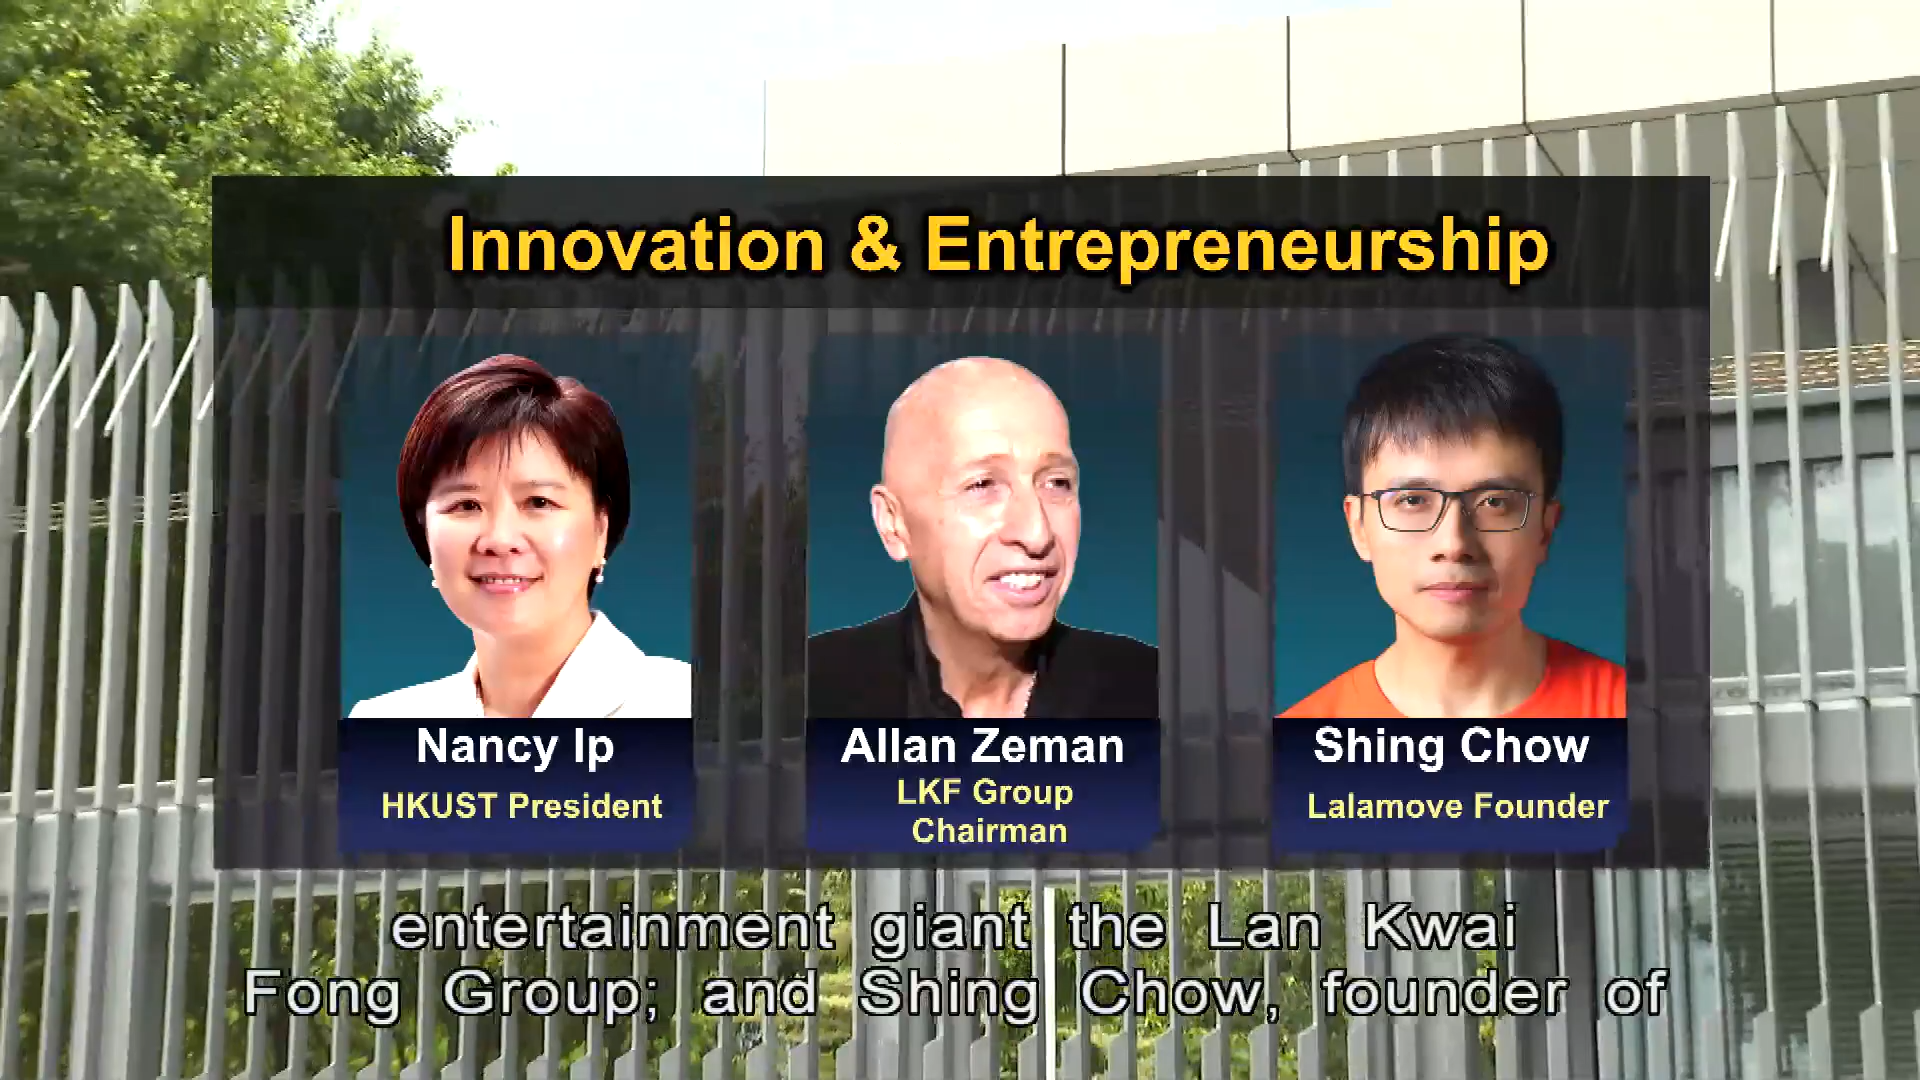 Innovation & Entrepreneurship
Nancy Ip
HKUST President
Allan Zeman
LKF Group
Chairman
Shing Chow
Lalamove Founder
entertainment giant the Lan Kwai
Fong Group; and Shing Chow, founder of